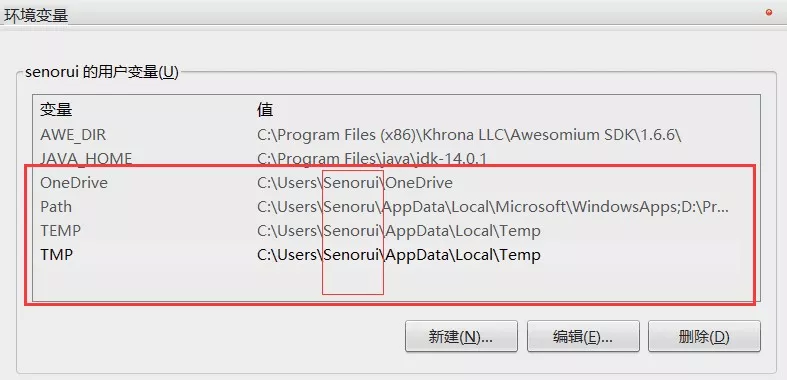 环境变量
senorui 的用户变量(U)
变量 值
AWE_DIR C:\Program Files (x86)\Khrona LLC\Awesomium SDK\1.6.6\
JAVA_HOME C:\Program Files\java\jdk-14.0.1
OneDrive C:\Users\Senorui\OneDrive
Path C:\Users\Senoru\AppData\Local\Microsoft\WindowsApps;D:\Pr...
TEMP C:\Users\Senorui\AppData\Local\Temp
TMP C:\Users\Senorui\AppData\Local\Temp
新建(N)... 编辑(E)... 删除(D)